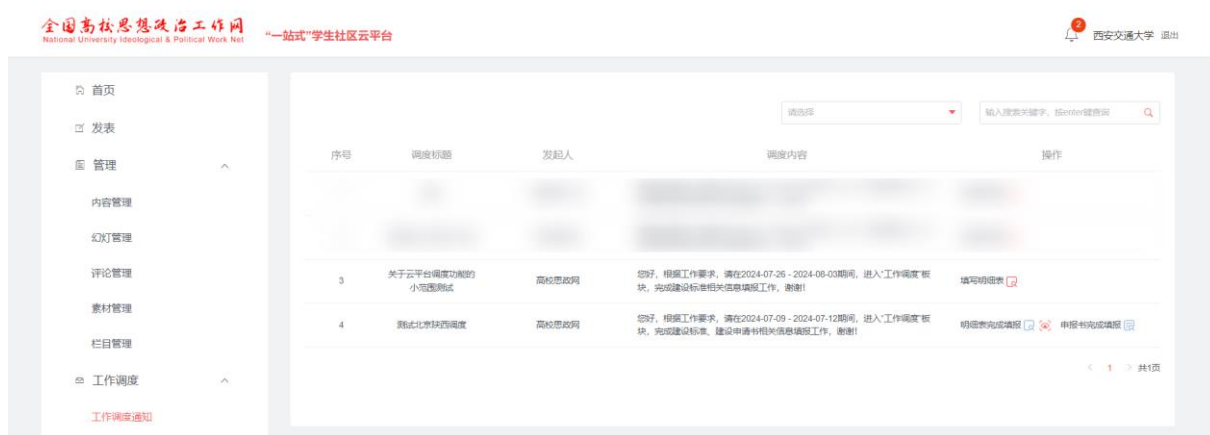 全国高校思想政治工作网
National University Ideological & Political Work Net
“一站式”学生社区云平台
2
西安交通大学 退出
首页
发表
管理
内容管理
幻灯管理
评论管理
素材管理
栏目管理
工作调度
工作调度通知
请选择
输入搜索关键字，按enter键查询
序号 调度标题 发起人 调度内容 操作
3 关于云平台调度功能的 高校思政网 您好，根据工作要求，请在2024-07-26 - 2024-08-03期间，进入“工作调度”板 填写明细表
小范围测试 块，完成建设标准相关信息填报工作，谢谢！
4 测试北京陕西调度 高校思政网 您好，根据工作要求，请在2024-07-09 - 2024-07-12期间，进入“工作调度”板 明细表完成填报 申报书完成填报
块，完成建设标准、建设申请书相关信息填报工作，谢谢！
< 1 > 共1页